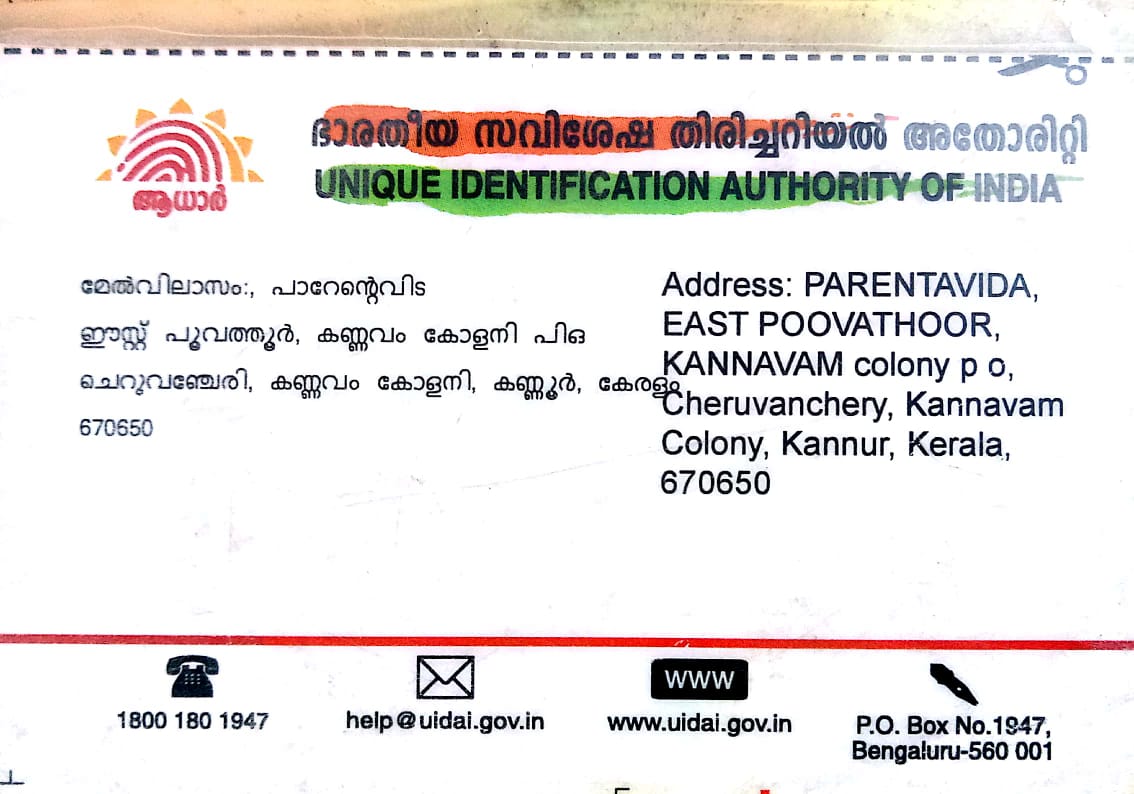 ഭാരതീയ സവിശേഷ തിരിച്ചറിയൽ അതോരിറ്റി
UNIQUE IDENTIFICATION AUTHORITY OF INDIA
ആധാർ
മേൽവിലാസം:, പാറേന്റെവിട
ഈസ്റ്റ് പൂവത്തൂർ, കണ്ണവം കോളനി പിഒ
ചെറുവഞ്ചേരി, കണ്ണവം കോളനി, കണ്ണൂർ, കേരളം
670650
Address: PARENTAVIDA,
EAST POOVATHOOR,
KANNAVAM colony p o,
Cheruvanchery, Kannavam
Colony, Kannur, Kerala,
670650
1800 180 1947
help@uidai.gov.in
www
www.uidai.gov.in
P.O. Box No.1947,
Bengaluru-560 001